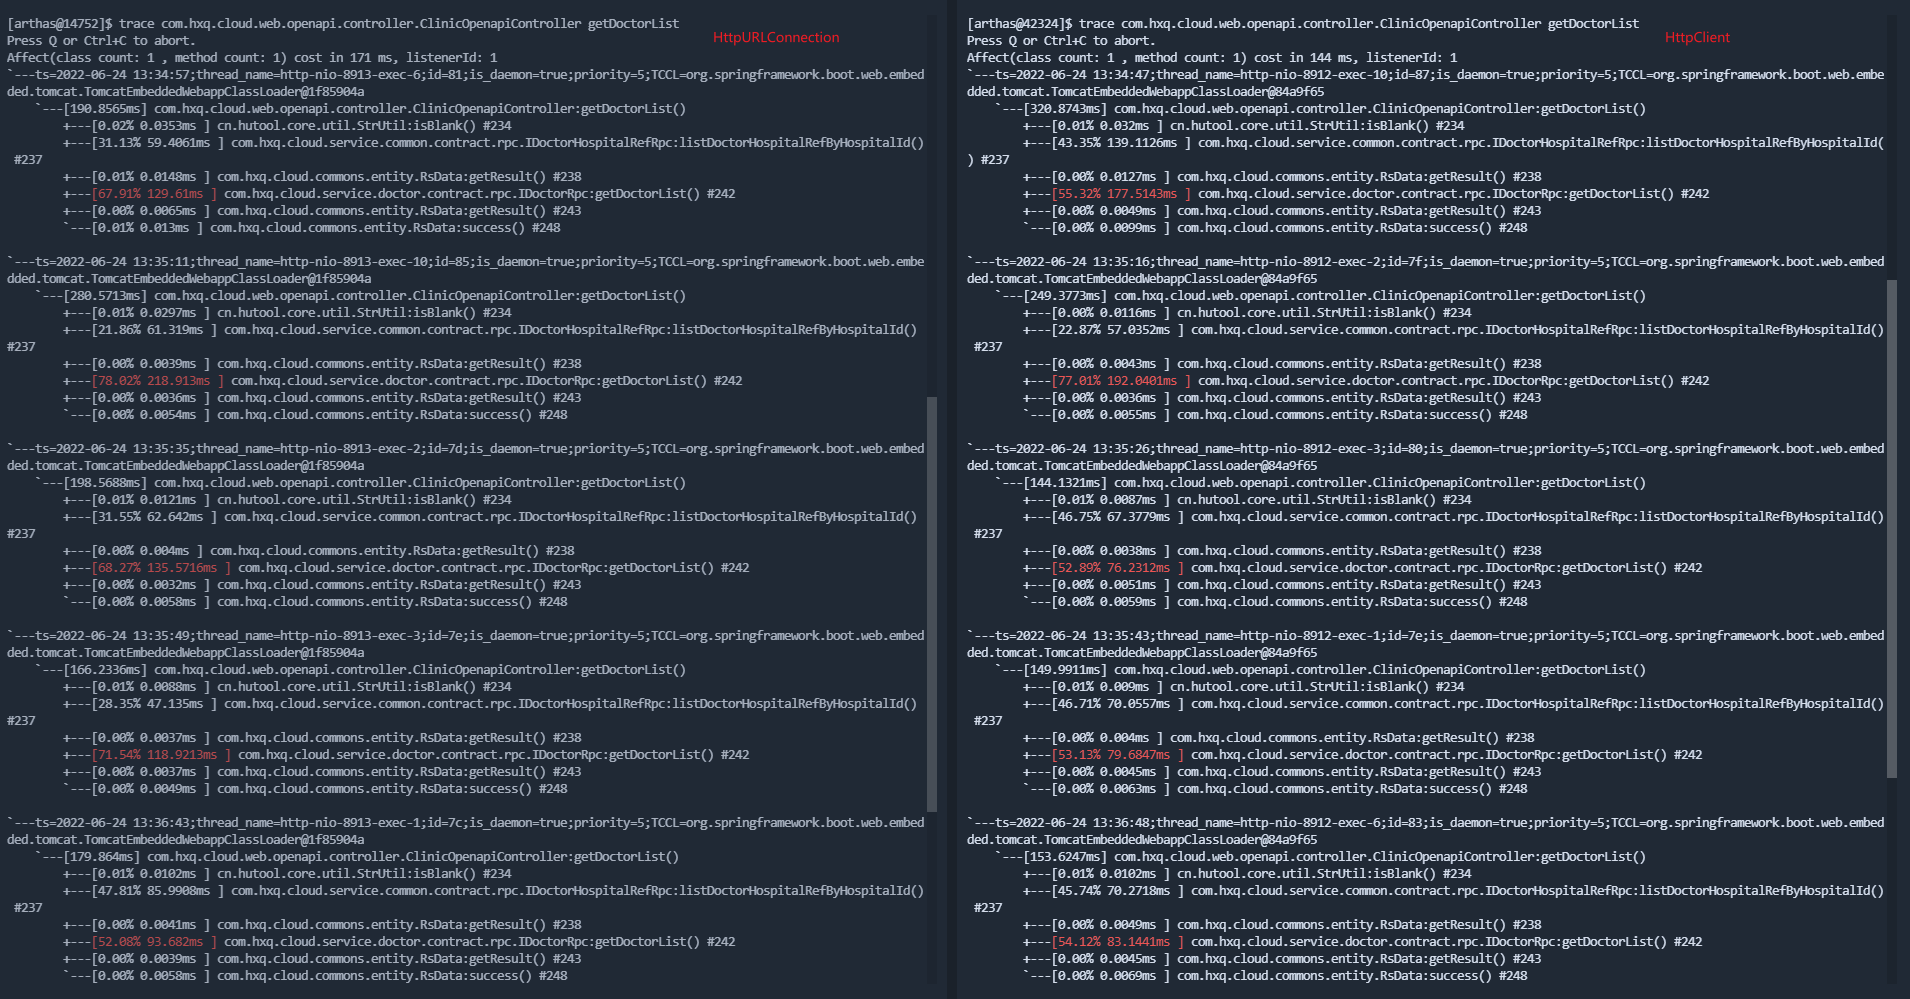 [arthas@14752]$ trace com.hxq.cloud.web.openapi.controller.ClinicOpenapiController getDoctorList
Press Q or Ctrl+C to abort.
HttpURLConnection
Affect(class count: 1 , method count: 1) cost in 171 ms, listenerId: 1
`---ts=2022-06-24 13:34:57;thread_name=http-nio-8913-exec-6;id=81;is_daemon=true;priority=5;TCCL=org.springframework.boot.web.embed
ded.tomcat.TomcatEmbeddedWebappClassLoader@1f85904a
    `---[190.8565ms] com.hxq.cloud.web.openapi.controller.ClinicOpenapiController:getDoctorList()
        +---[0.02% 0.0353ms ] cn.hutool.core.util.StrUtil:isBlank() #234
        +---[31.13% 59.4061ms ] com.hxq.cloud.service.common.contract.rpc.IDoctorHospitalRefRpc:listDoctorHospitalRefByHospitalId()
 #237
        +---[0.01% 0.0148ms ] com.hxq.cloud.commons.entity.RsData:getResult() #238
        +---[67.91% 129.61ms ] com.hxq.cloud.service.doctor.contract.rpc.IDoctorRpc:getDoctorList() #242
        +---[0.00% 0.0065ms ] com.hxq.cloud.commons.entity.RsData:getResult() #243
        `---[0.01% 0.013ms ] com.hxq.cloud.commons.entity.RsData:success() #248
`---ts=2022-06-24 13:35:11;thread_name=http-nio-8913-exec-10;id=85;is_daemon=true;priority=5;TCCL=org.springframework.boot.web.embe
dded.tomcat.TomcatEmbeddedWebappClassLoader@1f85904a
    `---[280.5713ms] com.hxq.cloud.web.openapi.controller.ClinicOpenapiController:getDoctorList()
        +---[0.01% 0.0297ms ] cn.hutool.core.util.StrUtil:isBlank() #234
        +---[21.86% 61.319ms ] com.hxq.cloud.service.common.contract.rpc.IDoctorHospitalRefRpc:listDoctorHospitalRefByHospitalId()
#237
        +---[0.00% 0.0039ms ] com.hxq.cloud.commons.entity.RsData:getResult() #238
        +---[78.02% 218.913ms ] com.hxq.cloud.service.doctor.contract.rpc.IDoctorRpc:getDoctorList() #242
        +---[0.00% 0.0036ms ] com.hxq.cloud.commons.entity.RsData:getResult() #243
        `---[0.00% 0.0054ms ] com.hxq.cloud.commons.entity.RsData:success() #248
`---ts=2022-06-24 13:35:35;thread_name=http-nio-8913-exec-2;id=7d;is_daemon=true;priority=5;TCCL=org.springframework.boot.web.embed
ded.tomcat.TomcatEmbeddedWebappClassLoader@1f85904a
    `---[198.5688ms] com.hxq.cloud.web.openapi.controller.ClinicOpenapiController:getDoctorList()
        +---[0.01% 0.0121ms ] cn.hutool.core.util.StrUtil:isBlank() #234
        +---[31.55% 62.642ms ] com.hxq.cloud.service.common.contract.rpc.IDoctorHospitalRefRpc:listDoctorHospitalRefByHospitalId()
#237
        +---[0.00% 0.004ms ] com.hxq.cloud.commons.entity.RsData:getResult() #238
        +---[68.27% 135.5716ms ] com.hxq.cloud.service.doctor.contract.rpc.IDoctorRpc:getDoctorList() #242
        +---[0.00% 0.0032ms ] com.hxq.cloud.commons.entity.RsData:getResult() #243
        `---[0.00% 0.0058ms ] com.hxq.cloud.commons.entity.RsData:success() #248
`---ts=2022-06-24 13:35:49;thread_name=http-nio-8913-exec-3;id=7e;is_daemon=true;priority=5;TCCL=org.springframework.boot.web.embed
ded.tomcat.TomcatEmbeddedWebappClassLoader@1f85904a
    `---[166.2336ms] com.hxq.cloud.web.openapi.controller.ClinicOpenapiController:getDoctorList()
        +---[0.01% 0.0088ms ] cn.hutool.core.util.StrUtil:isBlank() #234
        +---[28.35% 47.135ms ] com.hxq.cloud.service.common.contract.rpc.IDoctorHospitalRefRpc:listDoctorHospitalRefByHospitalId()
#237
        +---[0.00% 0.0037ms ] com.hxq.cloud.commons.entity.RsData:getResult() #238
        +---[71.54% 118.9213ms ] com.hxq.cloud.service.doctor.contract.rpc.IDoctorRpc:getDoctorList() #242
        +---[0.00% 0.0037ms ] com.hxq.cloud.commons.entity.RsData:getResult() #243
        `---[0.00% 0.0049ms ] com.hxq.cloud.commons.entity.RsData:success() #248
`---ts=2022-06-24 13:36:43;thread_name=http-nio-8913-exec-1;id=7c;is_daemon=true;priority=5;TCCL=org.springframework.boot.web.embed
ded.tomcat.TomcatEmbeddedWebappClassLoader@1f85904a
    `---[179.864ms] com.hxq.cloud.web.openapi.controller.ClinicOpenapiController:getDoctorList()
        +---[0.01% 0.0102ms ] cn.hutool.core.util.StrUtil:isBlank() #234
        +---[47.81% 85.9908ms ] com.hxq.cloud.service.common.contract.rpc.IDoctorHospitalRefRpc:listDoctorHospitalRefByHospitalId()
 #237
        +---[0.00% 0.0041ms ] com.hxq.cloud.commons.entity.RsData:getResult() #238
        +---[52.08% 93.682ms ] com.hxq.cloud.service.doctor.contract.rpc.IDoctorRpc:getDoctorList() #242
        +---[0.00% 0.0039ms ] com.hxq.cloud.commons.entity.RsData:getResult() #243
        `---[0.00% 0.0058ms ] com.hxq.cloud.commons.entity.RsData:success() #248
[arthas@42324]$ trace com.hxq.cloud.web.openapi.controller.ClinicOpenapiController getDoctorList
Press Q or Ctrl+C to abort.
HttpClient
Affect(class count: 1 , method count: 1) cost in 144 ms, listenerId: 1
`---ts=2022-06-24 13:34:47;thread_name=http-nio-8912-exec-10;id=87;is_daemon=true;priority=5;TCCL=org.springframework.boot.web.embe
dded.tomcat.TomcatEmbeddedWebappClassLoader@84a9f65
    `---[320.8743ms] com.hxq.cloud.web.openapi.controller.ClinicOpenapiController:getDoctorList()
        +---[0.01% 0.032ms ] cn.hutool.core.util.StrUtil:isBlank() #234
        +---[43.35% 139.1126ms ] com.hxq.cloud.service.common.contract.rpc.IDoctorHospitalRefRpc:listDoctorHospitalRefByHospitalId(
) #237
        +---[0.00% 0.0127ms ] com.hxq.cloud.commons.entity.RsData:getResult() #238
        +---[55.32% 177.5143ms ] com.hxq.cloud.service.doctor.contract.rpc.IDoctorRpc:getDoctorList() #242
        +---[0.00% 0.0049ms ] com.hxq.cloud.commons.entity.RsData:getResult() #243
        `---[0.00% 0.0099ms ] com.hxq.cloud.commons.entity.RsData:success() #248
`---ts=2022-06-24 13:35:16;thread_name=http-nio-8912-exec-2;id=7f;is_daemon=true;priority=5;TCCL=org.springframework.boot.web.embed
ded.tomcat.TomcatEmbeddedWebappClassLoader@84a9f65
    `---[249.3773ms] com.hxq.cloud.web.openapi.controller.ClinicOpenapiController:getDoctorList()
        +---[0.00% 0.0116ms ] cn.hutool.core.util.StrUtil:isBlank() #234
        +---[22.87% 57.0352ms ] com.hxq.cloud.service.common.contract.rpc.IDoctorHospitalRefRpc:listDoctorHospitalRefByHospitalId()
 #237
        +---[0.00% 0.0043ms ] com.hxq.cloud.commons.entity.RsData:getResult() #238
        +---[77.01% 192.0401ms ] com.hxq.cloud.service.doctor.contract.rpc.IDoctorRpc:getDoctorList() #242
        +---[0.00% 0.0036ms ] com.hxq.cloud.commons.entity.RsData:getResult() #243
        `---[0.00% 0.0055ms ] com.hxq.cloud.commons.entity.RsData:success() #248
`---ts=2022-06-24 13:35:26;thread_name=http-nio-8912-exec-3;id=80;is_daemon=true;priority=5;TCCL=org.springframework.boot.web.embed
ded.tomcat.TomcatEmbeddedWebappClassLoader@84a9f65
    `---[144.1321ms] com.hxq.cloud.web.openapi.controller.ClinicOpenapiController:getDoctorList()
        +---[0.01% 0.0087ms ] cn.hutool.core.util.StrUtil:isBlank() #234
        +---[46.75% 67.3779ms ] com.hxq.cloud.service.common.contract.rpc.IDoctorHospitalRefRpc:listDoctorHospitalRefByHospitalId()
 #237
        +---[0.00% 0.0038ms ] com.hxq.cloud.commons.entity.RsData:getResult() #238
        +---[52.89% 76.2312ms ] com.hxq.cloud.service.doctor.contract.rpc.IDoctorRpc:getDoctorList() #242
        +---[0.00% 0.0051ms ] com.hxq.cloud.commons.entity.RsData:getResult() #243
        `---[0.00% 0.0059ms ] com.hxq.cloud.commons.entity.RsData:success() #248
`---ts=2022-06-24 13:35:43;thread_name=http-nio-8912-exec-1;id=7e;is_daemon=true;priority=5;TCCL=org.springframework.boot.web.embed
ded.tomcat.TomcatEmbeddedWebappClassLoader@84a9f65
    `---[149.9911ms] com.hxq.cloud.web.openapi.controller.ClinicOpenapiController:getDoctorList()
        +---[0.01% 0.009ms ] cn.hutool.core.util.StrUtil:isBlank() #234
        +---[46.71% 70.0557ms ] com.hxq.cloud.service.common.contract.rpc.IDoctorHospitalRefRpc:listDoctorHospitalRefByHospitalId()
 #237
        +---[0.00% 0.004ms ] com.hxq.cloud.commons.entity.RsData:getResult() #238
        +---[53.13% 79.6847ms ] com.hxq.cloud.service.doctor.contract.rpc.IDoctorRpc:getDoctorList() #242
        +---[0.00% 0.0045ms ] com.hxq.cloud.commons.entity.RsData:getResult() #243
        `---[0.00% 0.0063ms ] com.hxq.cloud.commons.entity.RsData:success() #248
`---ts=2022-06-24 13:36:48;thread_name=http-nio-8912-exec-6;id=83;is_daemon=true;priority=5;TCCL=org.springframework.boot.web.embed
ded.tomcat.TomcatEmbeddedWebappClassLoader@84a9f65
    `---[153.6247ms] com.hxq.cloud.web.openapi.controller.ClinicOpenapiController:getDoctorList()
        +---[0.01% 0.0102ms ] cn.hutool.core.util.StrUtil:isBlank() #234
        +---[45.74% 70.2718ms ] com.hxq.cloud.service.common.contract.rpc.IDoctorHospitalRefRpc:listDoctorHospitalRefByHospitalId()
 #237
        +---[0.00% 0.0049ms ] com.hxq.cloud.commons.entity.RsData:getResult() #238
        +---[54.12% 83.1441ms ] com.hxq.cloud.service.doctor.contract.rpc.IDoctorRpc:getDoctorList() #242
        +---[0.00% 0.0045ms ] com.hxq.cloud.commons.entity.RsData:getResult() #243
        `---[0.00% 0.0069ms ] com.hxq.cloud.commons.entity.RsData:success() #248